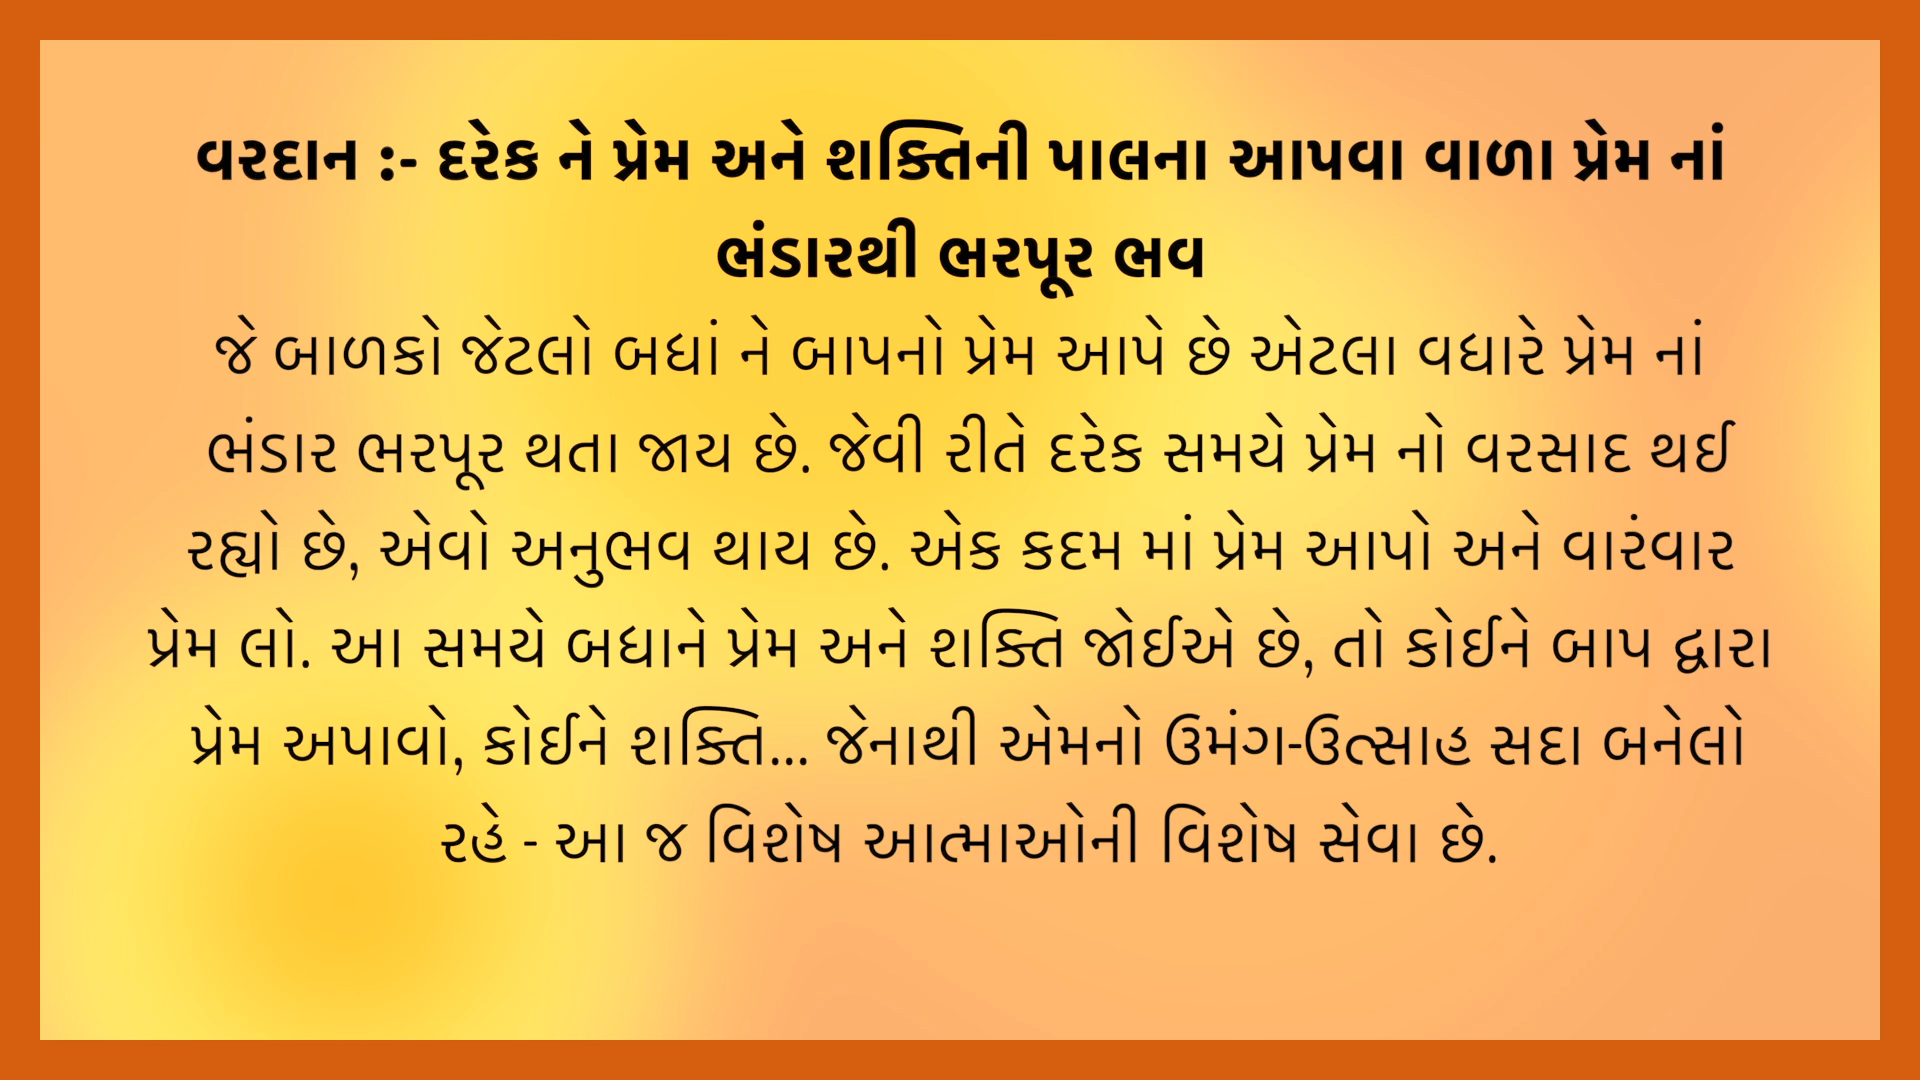 વરદાન :- દરેક ને પ્રેમ અને શક્તિની પાલના આપવા વાળા પ્રેમ નાં
ભંડારથી ભરપૂર ભવ
જે બાળકો જેટલો બધાં ને બાપનો પ્રેમ આપે છે એટલા વધારે પ્રેમ નાં
ભંડાર ભરપૂર થતા જાય છે. જેવી રીતે દરેક સમયે પ્રેમ નો વરસાદ થઈ
રહ્યો છે, એવો અનુભવ થાય છે. એક કદમ માં પ્રેમ આપો અને વારંવાર
પ્રેમ લો. આ સમયે બધાને પ્રેમ અને શક્તિ જોઈએ છે, તો કોઈને બાપ દ્વારા
પ્રેમ અપાવો, કોઈને શક્તિ... જેનાથી એમનો ઉમંગ-ઉત્સાહ સદા બનેલો
રહે - આ જ વિશેષ આત્માઓની વિશેષ સેવા છે.